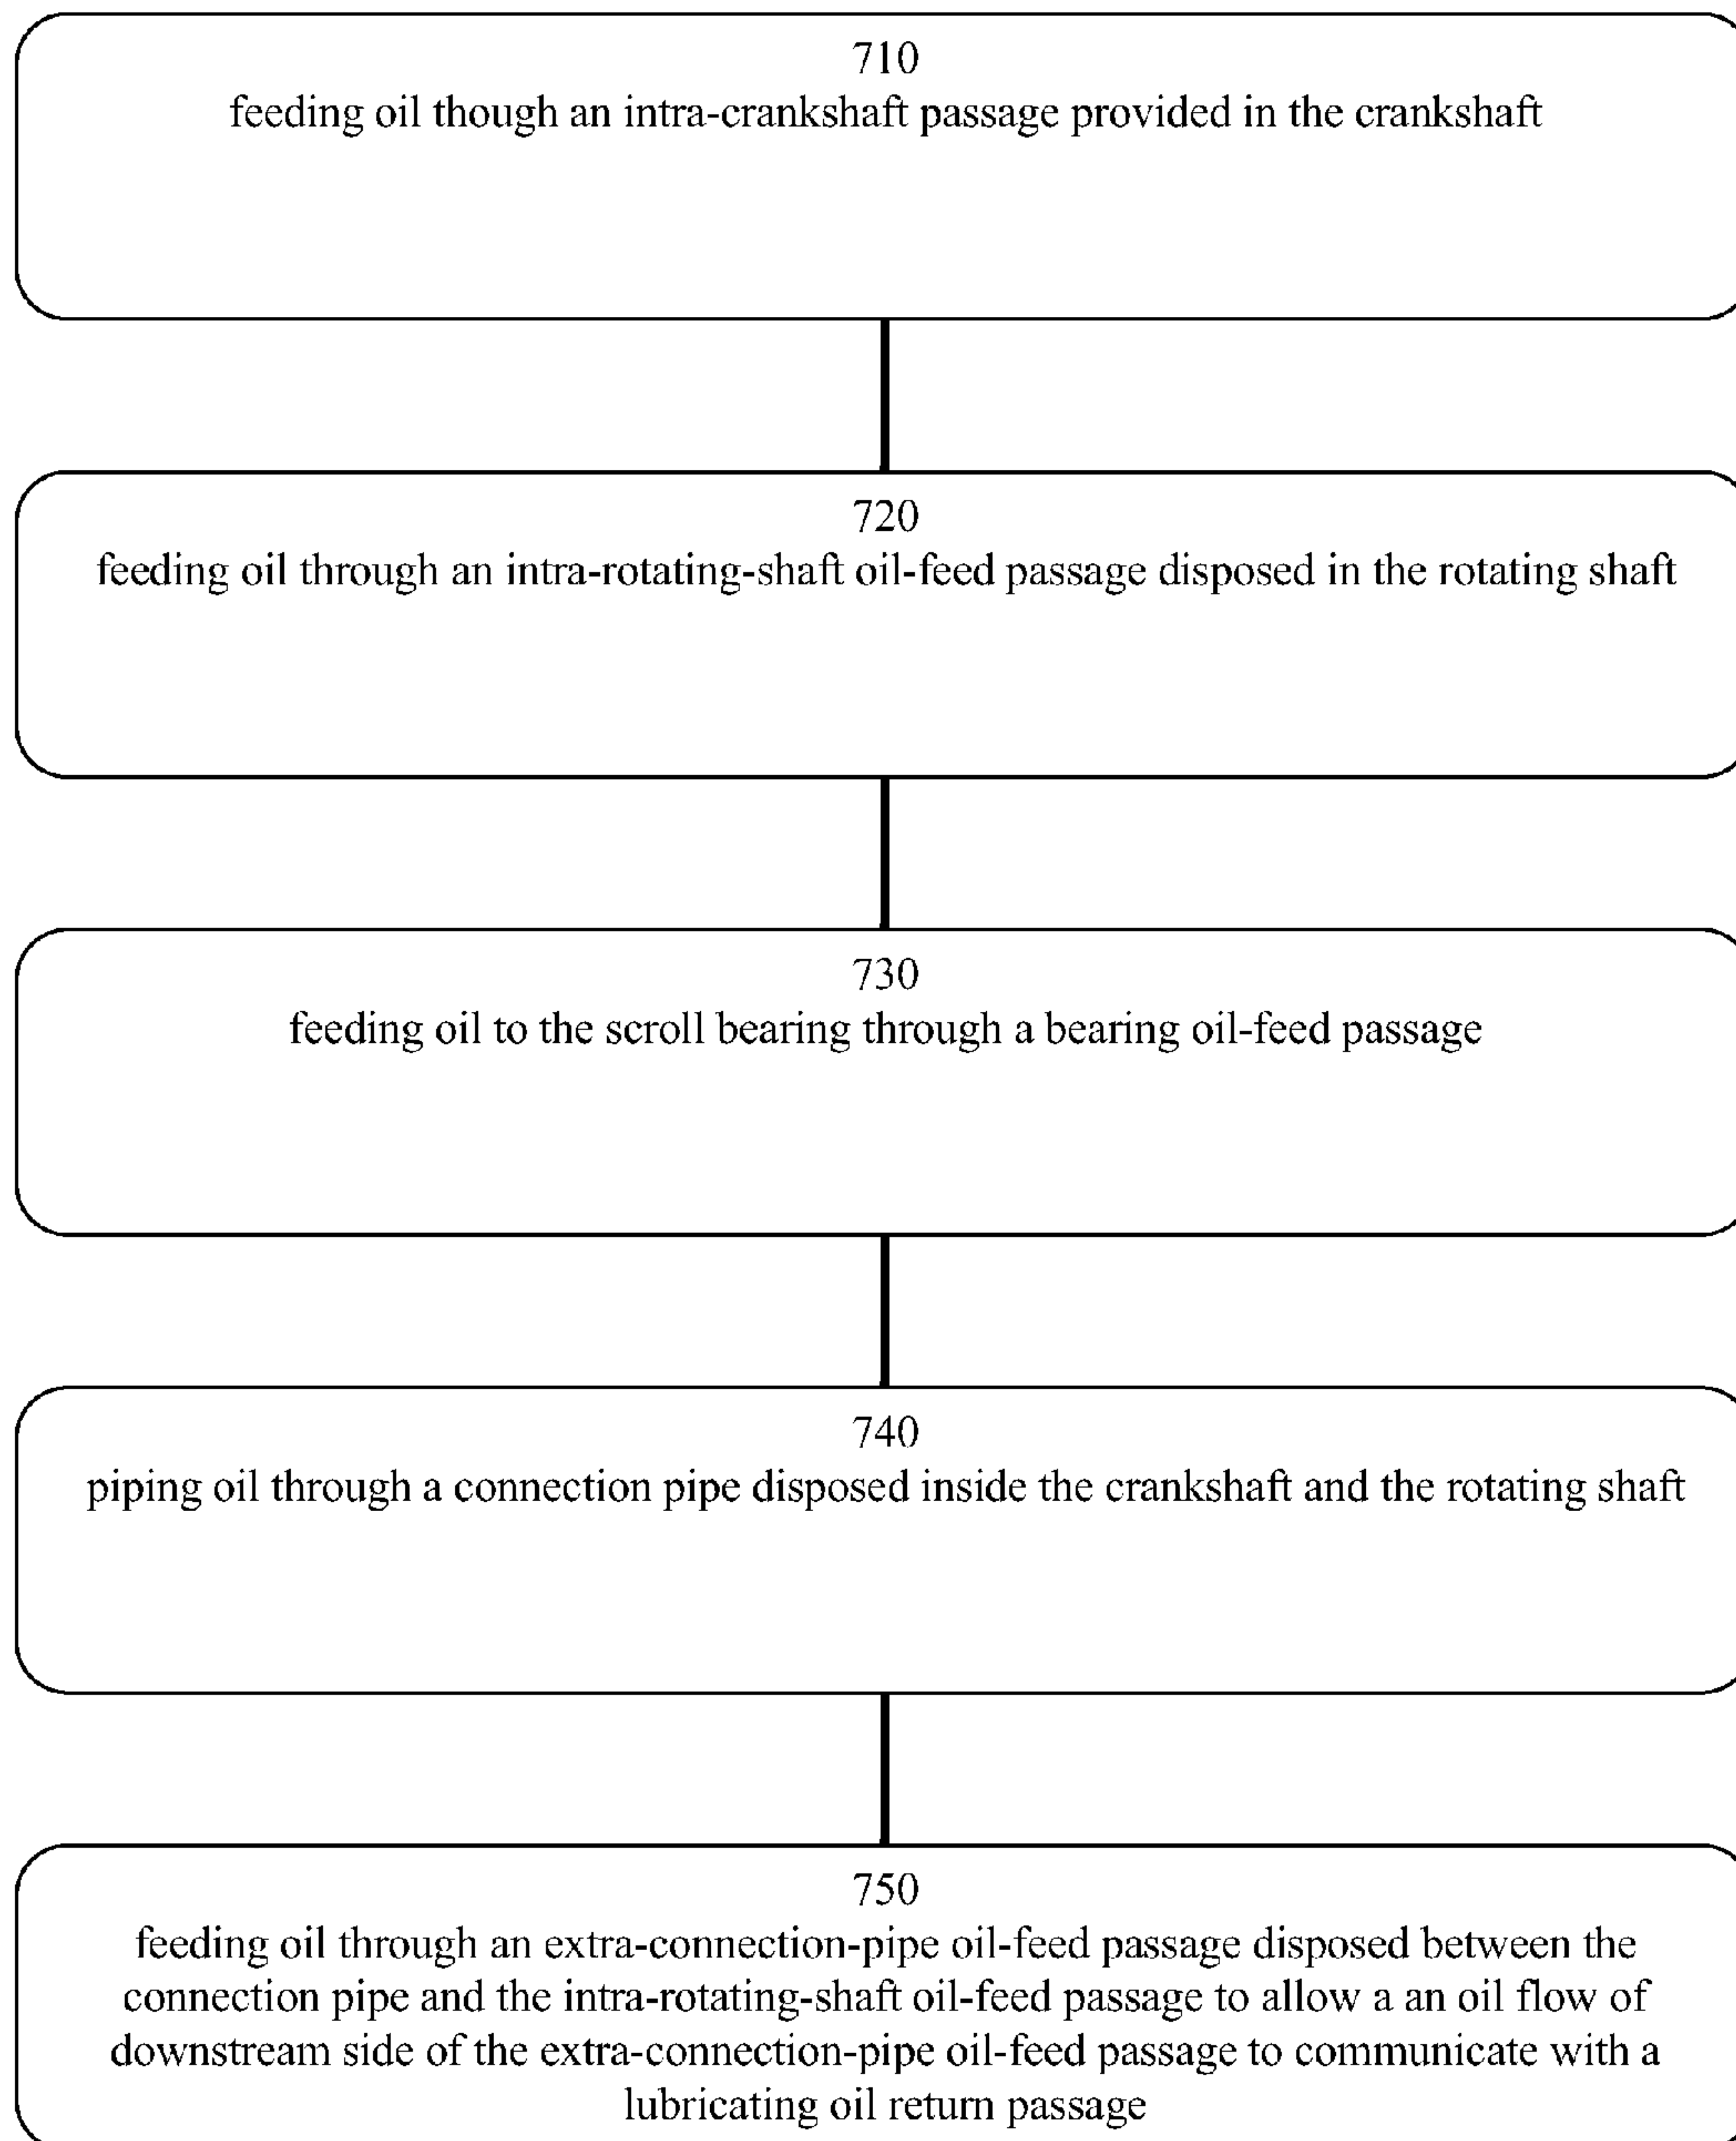 710
feeding oil though an intra-crankshaft passage provided in the crankshaft
720
feeding oil through an intra-rotating-shaft oil-feed passage disposed in the rotating shaft
730
feeding oil to the scroll bearing through a bearing oil-feed passage
740
piping oil through a connection pipe disposed inside the crankshaft and the rotating shaft
750
feeding oil through an extra-connection-pipe oil-feed passage disposed between the
connection pipe and the intra-rotating-shaft oil-feed passage to allow a an oil flow of
downstream side of the extra-connection-pipe oil-feed passage to communicate with a
lubricating oil return passage